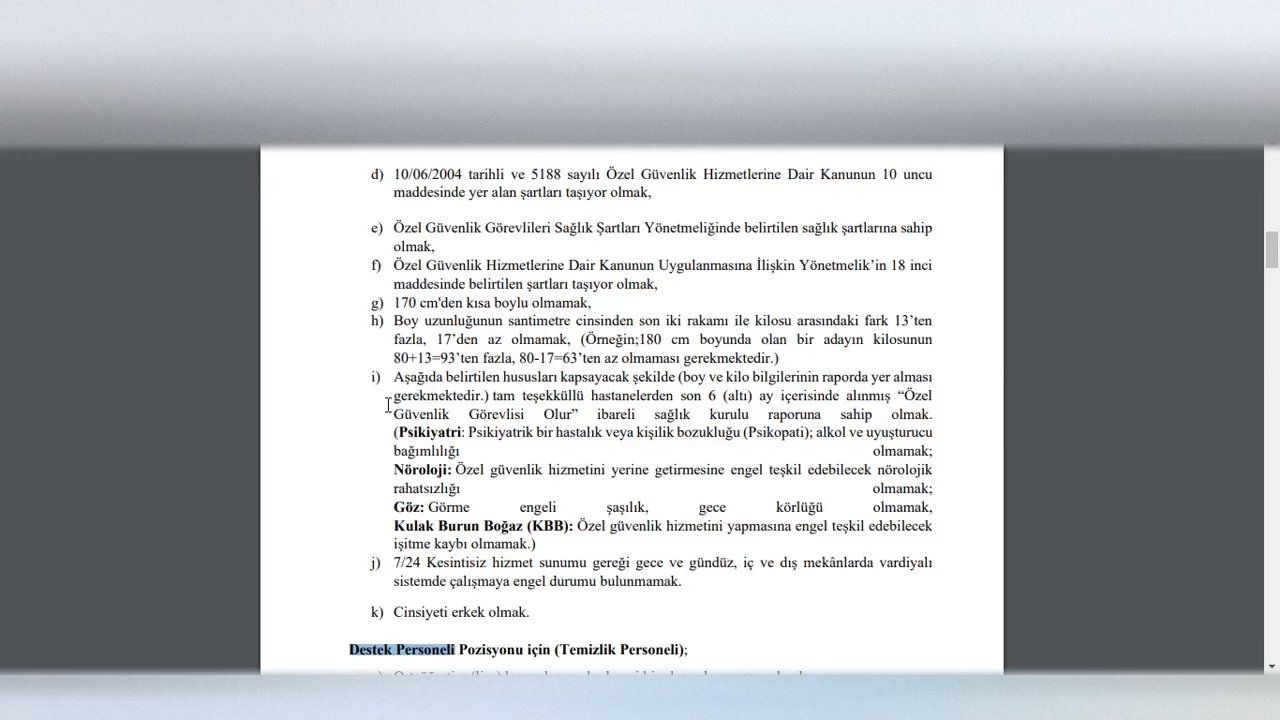 d) 10/06/2004 tarihli ve 5188 sayılı Özel Güvenlik Hizmetlerine Dair Kanunun 10 uncu
maddesinde yer alan şartları taşıyor olmak,
e) Özel Güvenlik Görevlileri Sağlık Şartları Yönetmeliğinde belirtilen sağlık şartlarına sahip
olmak,
f) Özel Güvenlik Hizmetlerine Dair Kanunun Uygulanmasına İlişkin Yönetmelik’in 18 inci
maddesinde belirtilen şartları taşıyor olmak,
g) 170 cm'den kısa boylu olmamak,
h) Boy uzunluğunun santimetre cinsinden son iki rakamı ile kilosu arasındaki fark 13’ten
fazla, 17’den az olmamak, (Örneğin;180 cm boyunda olan bir adayın kilosunun
80+13=93’ten fazla, 80-17=63’ten az olmaması gerekmektedir.)
i) Aşağıda belirtilen hususları kapsayacak şekilde (boy ve kilo bilgilerinin raporda yer alması
gerekmektedir.) tam teşekküllü hastanelerden son 6 (altı) ay içerisinde alınmış “Özel
Güvenlik Görevlisi Olur” ibareli sağlık kurulu raporuna sahip olmak.
(Psikiyatri: Psikiyatrik bir hastalık veya kişilik bozukluğu (Psikopati); alkol ve uyuşturucu
bağımlılığı olmamak;
Nöroloji: Özel güvenlik hizmetini yerine getirmesine engel teşkil edebilecek nörolojik
rahatsızlığı olmamak;
Göz: Görme engeli şaşılık, gece körlüğü olmamak,
Kulak Burun Boğaz (KBB): Özel güvenlik hizmetini yapmasına engel teşkil edebilecek
işitme kaybı olmamak.)
j) 7/24 Kesintisiz hizmet sunumu gereği gece ve gündüz, iç ve dış mekânlarda vardiyalı
sistemde çalışmaya engel durumu bulunmamak.
k) Cinsiyeti erkek olmak.
Destek Personeli Pozisyonu için (Temizlik Personeli);